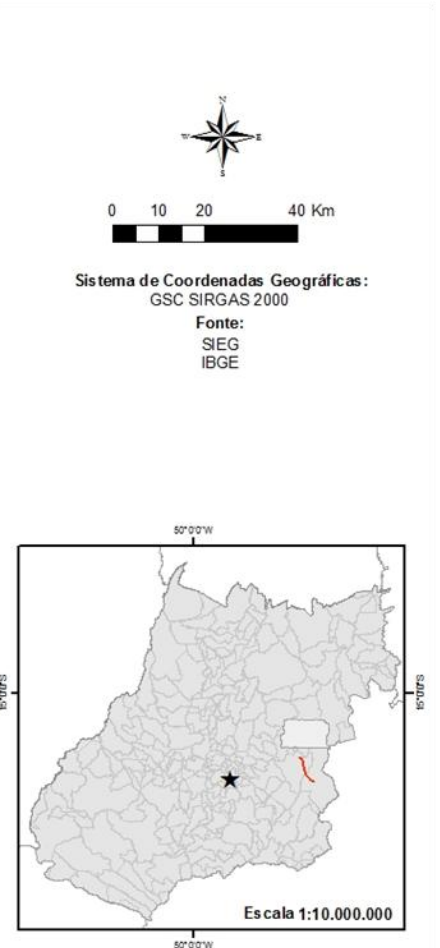 N
W E
S
0 10 20 40 Km
Sistema de Coordenadas Geográficas:
GSC SIRGAS 2000
Fonte:
SIEG
IBGE
50°0'0"W
15°0'0"S 15°0'0"S
Escala 1:10.000.000
50°0'0"W